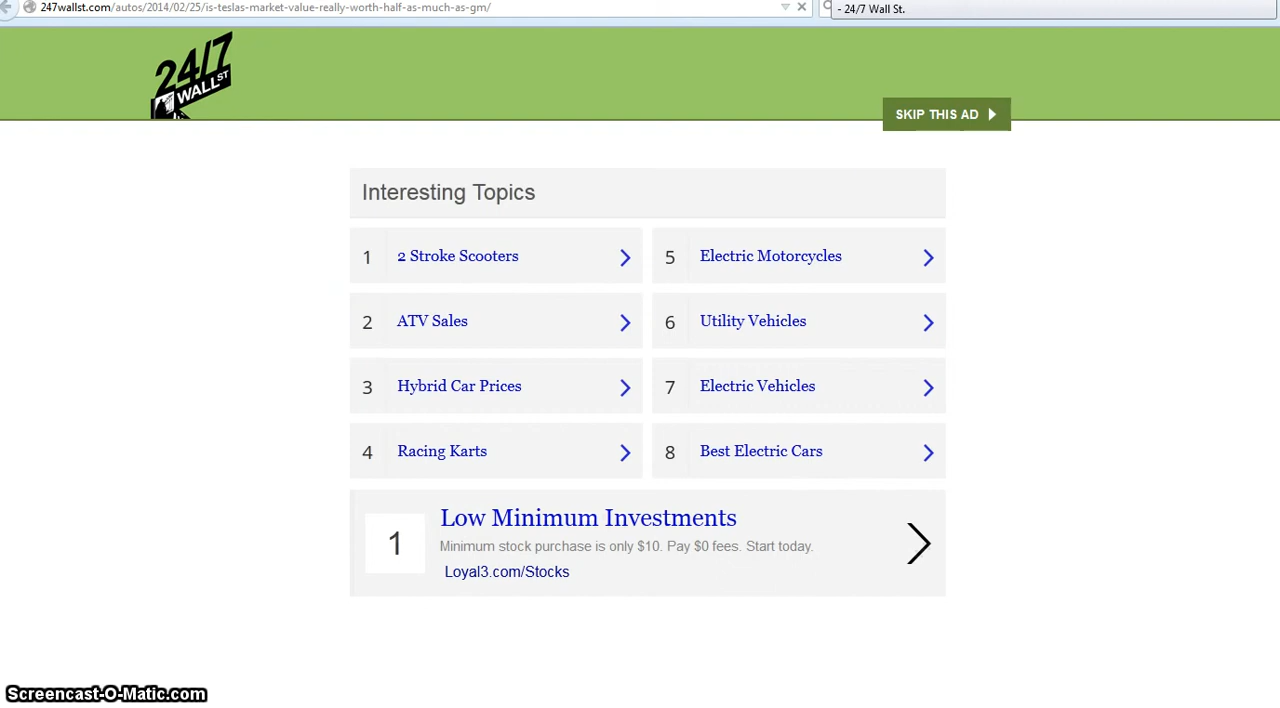 247wallst.com/autos/2014/02/25/is-teslas-market-value-really-worth-half-as-much-as-gm/
- 24/7 Wall St.
24/7
WALL ST
SKIP THIS AD
Interesting Topics
1 2 Stroke Scooters
2 ATV Sales
3 Hybrid Car Prices
4 Racing Karts
5 Electric Motorcycles
6 Utility Vehicles
7 Electric Vehicles
8 Best Electric Cars
1
Low Minimum Investments
Minimum stock purchase is only $10. Pay $0 fees. Start today.
Loyal3.com/Stocks
Screencast-O-Matic.com